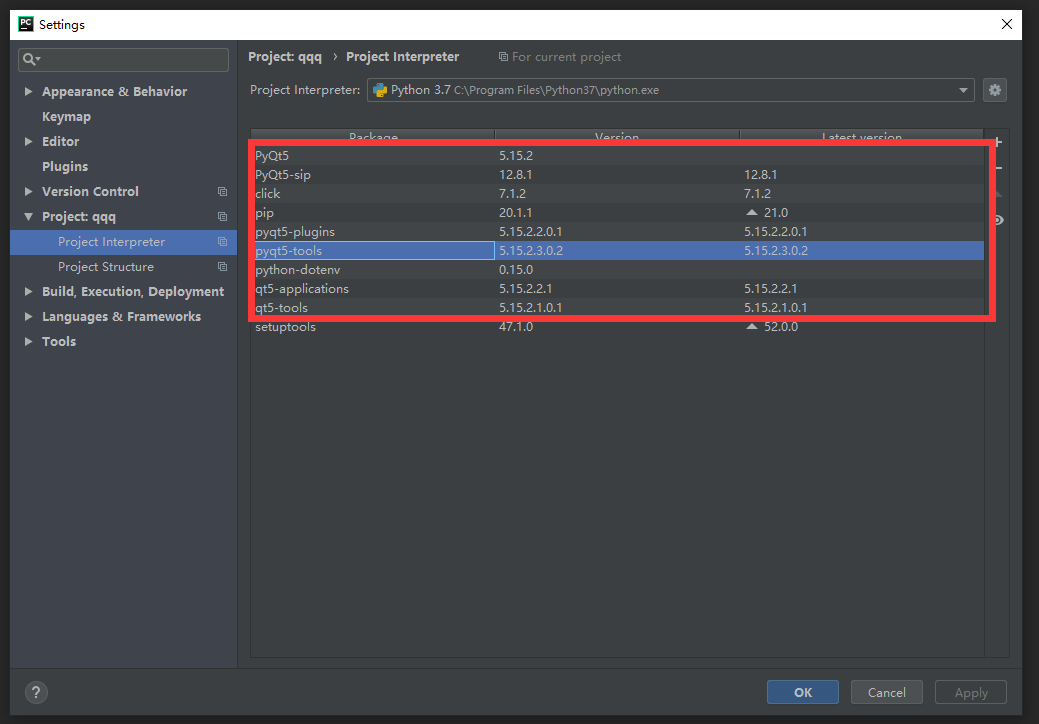 PC Settings
Project: qqq › Project Interpreter For current project
Appearance & Behavior
Keymap
Editor
Plugins
Version Control
Project: qqq
Project Interpreter
Project Structure
Build, Execution, Deployment
Languages & Frameworks
Tools
Project Interpreter: Python 3.7 C:\Program Files\Python37\python.exe
Package Version Latest version
PyQt5 5.15.2
PyQt5-sip 12.8.1 12.8.1
click 7.1.2 7.1.2
pip 20.1.1 21.0
pyqt5-plugins 5.15.2.2.0.1 5.15.2.2.0.1
pyqt5-tools 5.15.2.3.0.2 5.15.2.3.0.2
python-dotenv 0.15.0
qt5-applications 5.15.2.2.1 5.15.2.2.1
qt5-tools 5.15.2.1.0.1 5.15.2.1.0.1
setuptools 47.1.0 52.0.0
? OK Cancel Apply